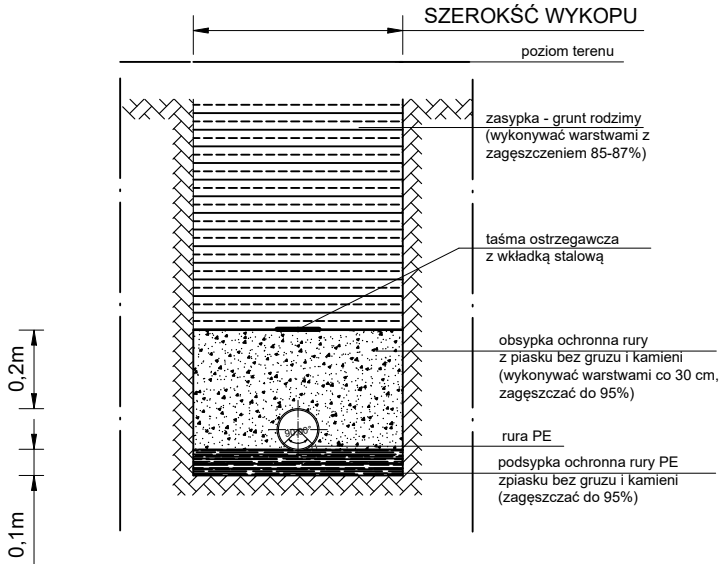 SZEROKŚĆ WYKOPU
poziom terenu
zasypka - grunt rodzimy
(wykonywać warstwami z
zagęszczeniem 85-87%)
taśma ostrzegawcza
z wkładką stalową
obsypka ochronna rury
z piasku bez gruzu i kamieni
(wykonywać warstwami co 30 cm,
zagęszczać do 95%)
rura PE
podsypka ochronna rury PE
zpiasku bez gruzu i kamieni
(zagęszczać do 95%)
0,2m
0,1m